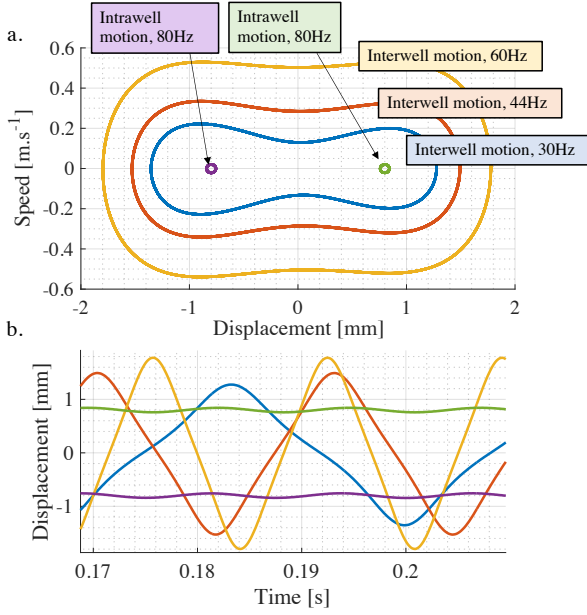 a.
Intrawell
motion, 80Hz
Intrawell
motion, 80Hz
Interwell motion, 60Hz
Interwell motion, 44Hz
Interwell motion, 30Hz
Speed [m.s⁻¹]
0.6
0.4
0.2
0
-0.2
-0.4
-0.6
-2
-1
0
1
2
Displacement [mm]
b.
Displacement [mm]
1
0
-1
0.17
0.18
0.19
0.2
Time [s]